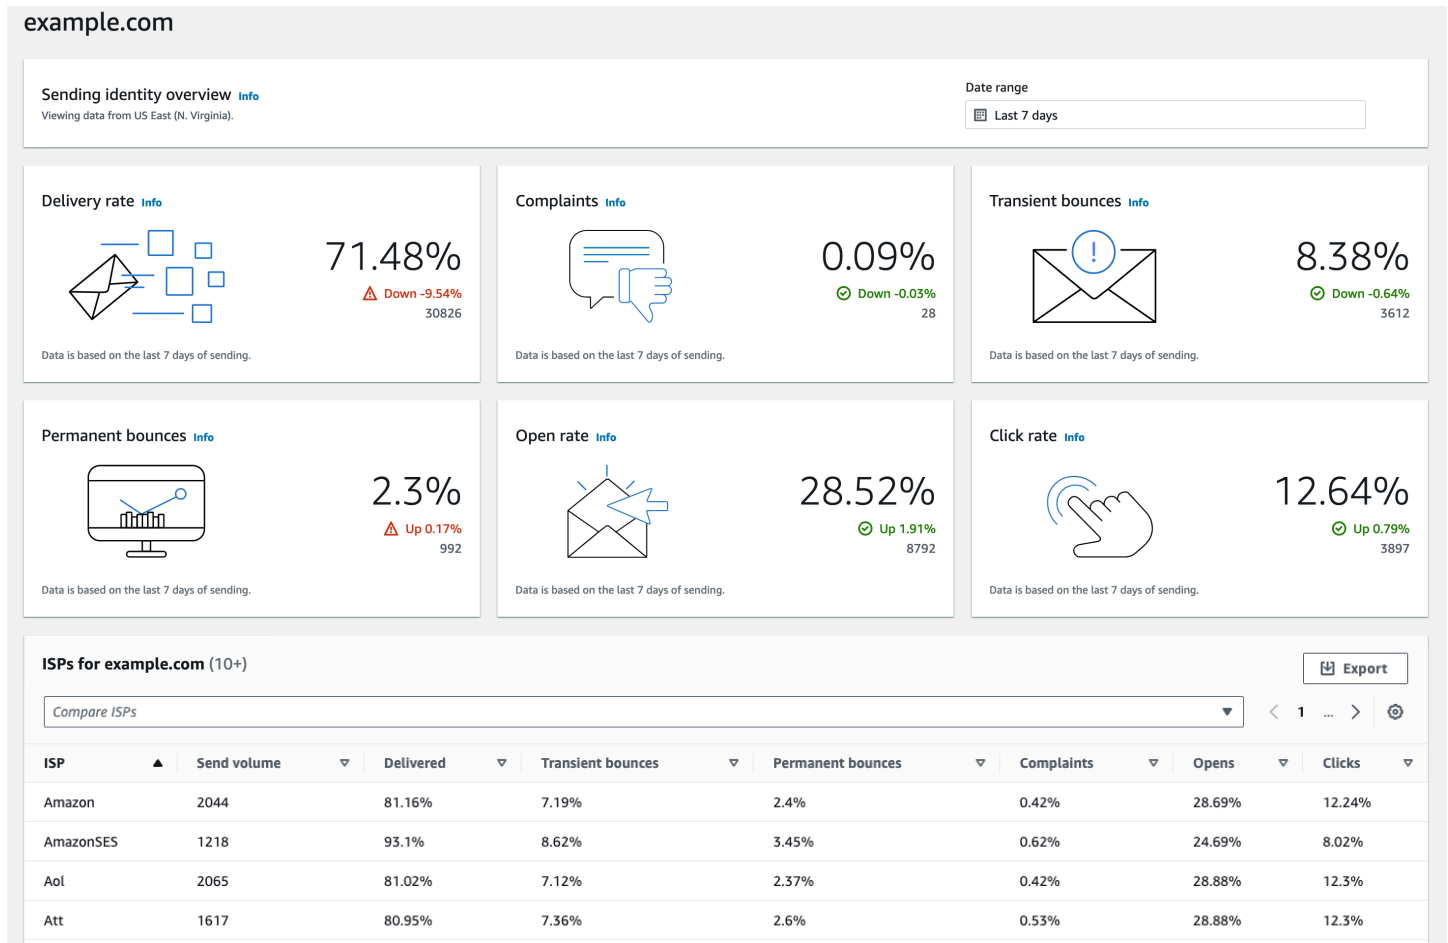 example.com
Sending identity overview Info
Viewing data from US East (N. Virginia).
Date range
Last 7 days
Delivery rate Info
71.48%
Down -9.54%
30826
Data is based on the last 7 days of sending.
Complaints Info
0.09%
Down -0.03%
28
Data is based on the last 7 days of sending.
Transient bounces Info
!
8.38%
Down -0.64%
3612
Data is based on the last 7 days of sending.
Permanent bounces Info
2.3%
Up 0.17%
992
Data is based on the last 7 days of sending.
Open rate Info
28.52%
Up 1.91%
8792
Data is based on the last 7 days of sending.
Click rate Info
12.64%
Up 0.79%
3897
Data is based on the last 7 days of sending.
ISPs for example.com (10+)
Export
Compare ISPs
1 ...
ISP Send volume Delivered Transient bounces Permanent bounces Complaints Opens Clicks
Amazon 2044 81.16% 7.19% 2.4% 0.42% 28.69% 12.24%
AmazonSES 1218 93.1% 8.62% 3.45% 0.62% 24.69% 8.02%
Aol 2065 81.02% 7.12% 2.37% 0.42% 28.88% 12.3%
Att 1617 80.95% 7.36% 2.6% 0.53% 28.88% 12.3%